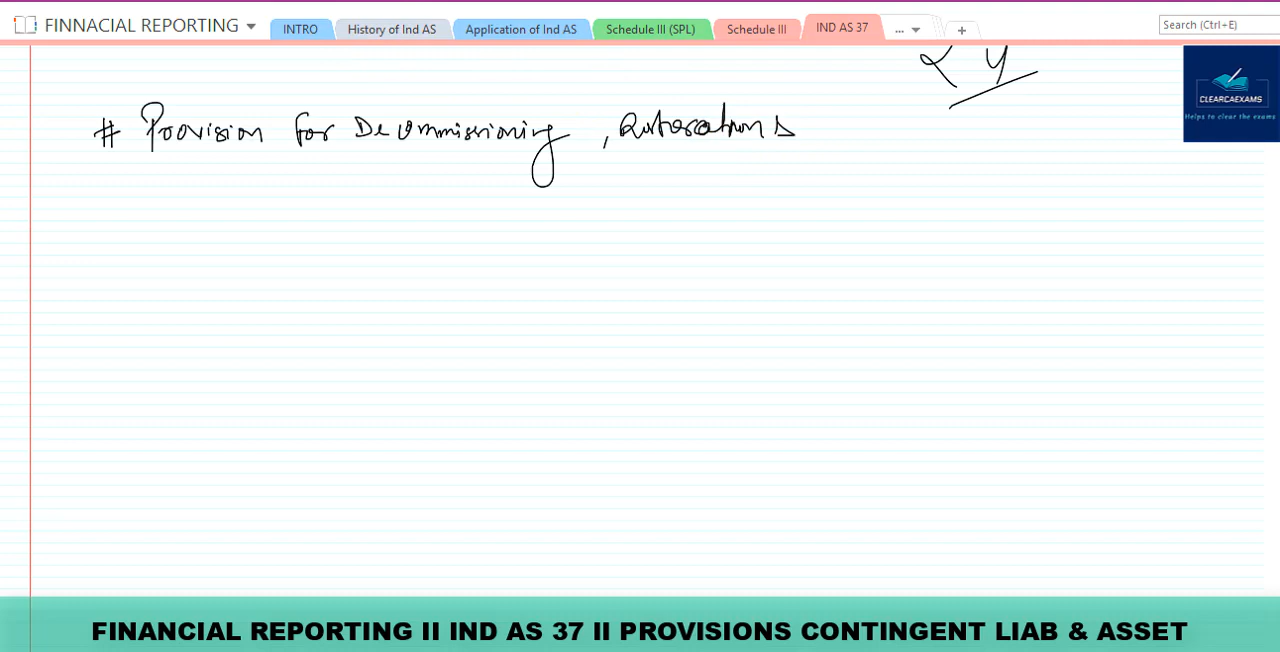 FINNACIAL REPORTING
INTRO
History of Ind AS
Application of Ind AS
Schedule III (SPL)
Schedule III
IND AS 37
...
+
Search (Ctrl+E)
CLEARCAEXAMS
Helps to clear the exams
# Provision for Decommissioning ,
FINANCIAL REPORTING II IND AS 37 II PROVISIONS CONTINGENT LIAB & ASSET